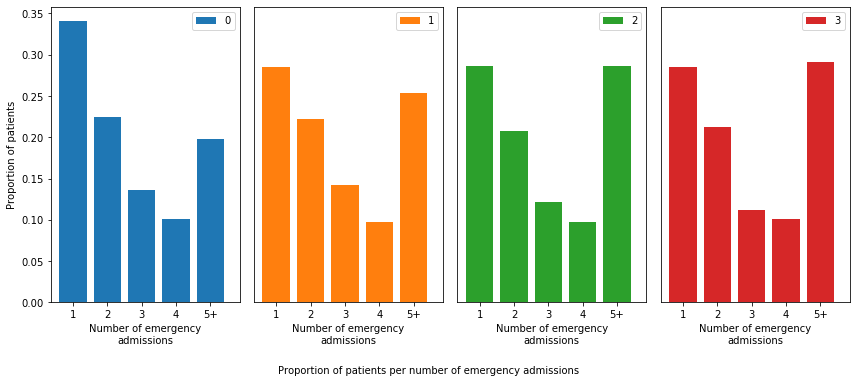 0
1
2
3
0.35
0.30
0.25
0.20
0.15
0.10
0.05
0.00
Proportion of patients
1 2 3 4 5+
Number of emergency
admissions
1 2 3 4 5+
Number of emergency
admissions
1 2 3 4 5+
Number of emergency
admissions
1 2 3 4 5+
Number of emergency
admissions
Proportion of patients per number of emergency admissions